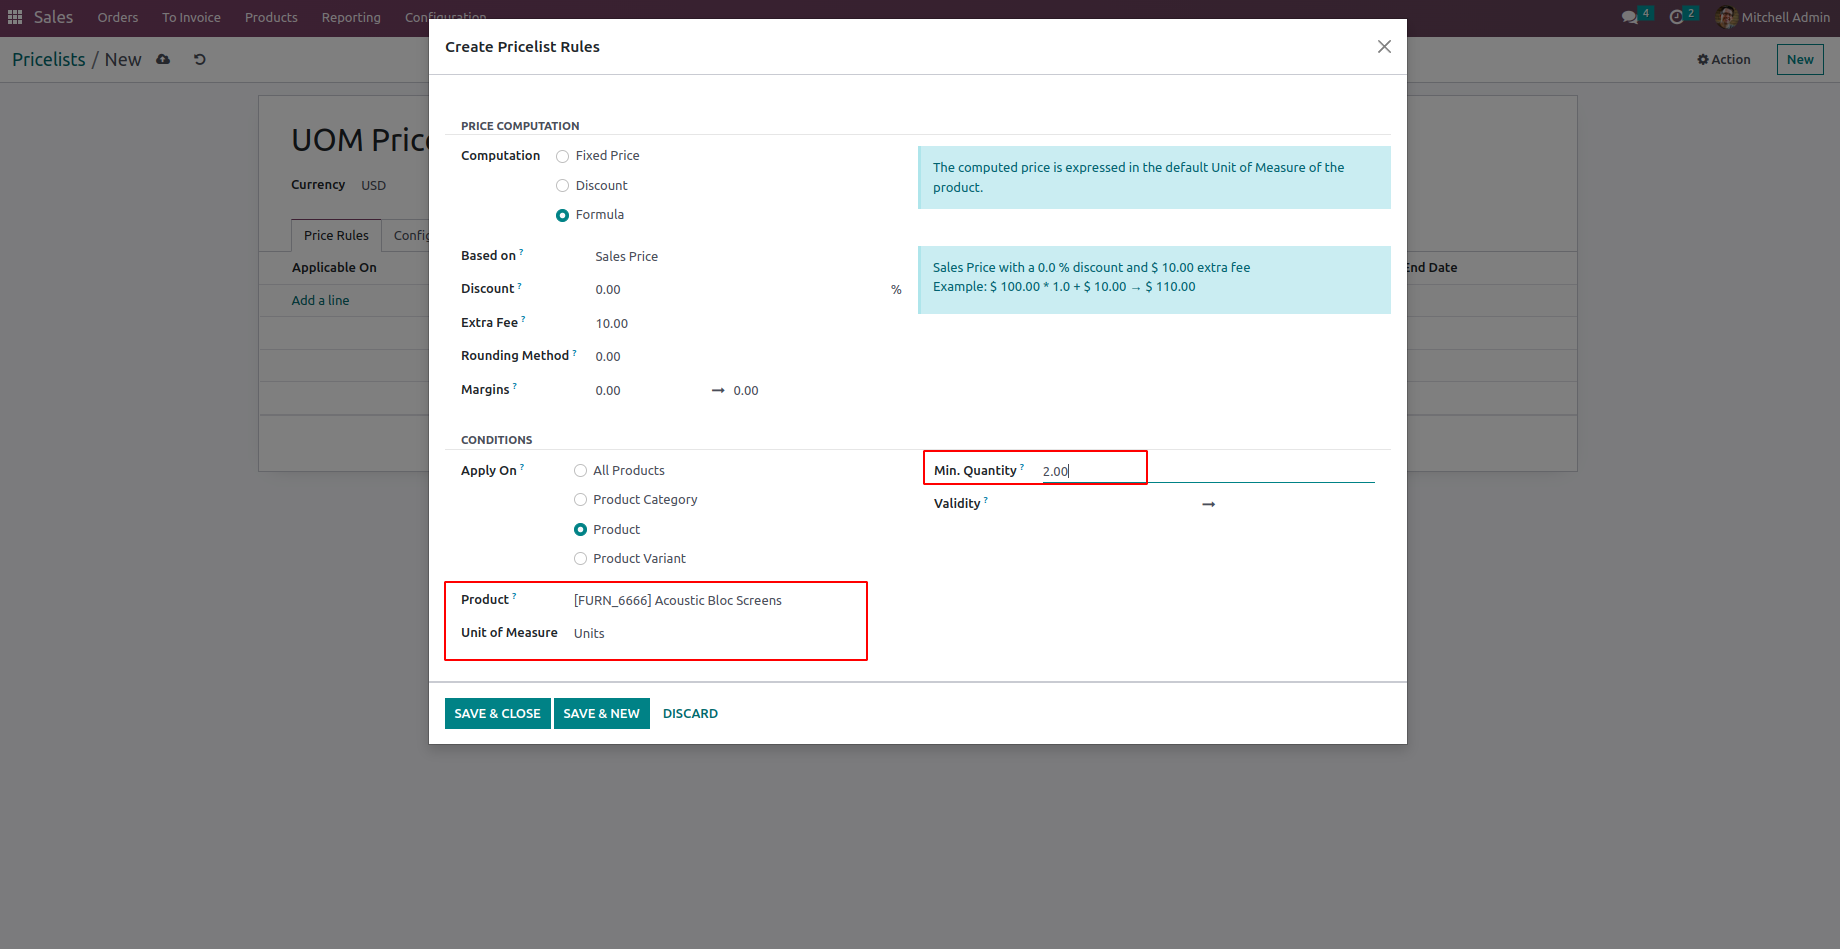 Sales Orders To Invoice Products Reporting Configuration 4 2 Mitchell Admin
Pricelists / New Action New
Create Pricelist Rules
UOM Price
Currency USD
Price Rules Config
Applicable On End Date
Add a line
PRICE COMPUTATION
Computation Fixed Price
Discount
Formula
The computed price is expressed in the default Unit of Measure of the
product.
Based on ? Sales Price
Discount ? 0.00 %
Extra Fee ? 10.00
Rounding Method ? 0.00
Margins ? 0.00 → 0.00
Sales Price with a 0.0 % discount and $ 10.00 extra fee
Example: $ 100.00 * 1.0 + $ 10.00 → $ 110.00
CONDITIONS
Apply On ? All Products
Product Category
Product
Product Variant
Min. Quantity ? 2.00
Validity ? →
Product ? [FURN_6666] Acoustic Bloc Screens
Unit of Measure Units
SAVE & CLOSE SAVE & NEW DISCARD